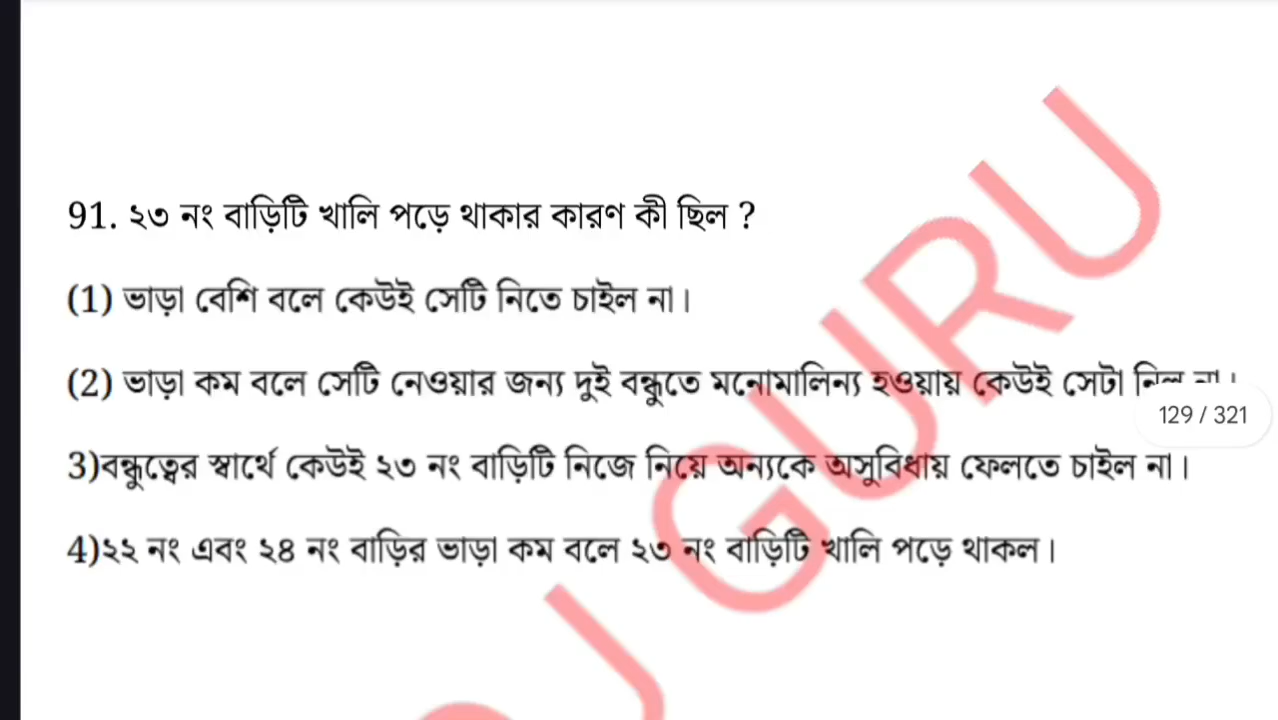 91. ২৩ নং বাড়িটি খালি পড়ে থাকার কারণ কী ছিল ?
(1) ভাড়া বেশি বলে কেউই সেটি নিতে চাইল না।
(2) ভাড়া কম বলে সেটি নেওয়ার জন্য দুই বন্ধুতে মনোমালিন্য হওয়ায় কেউই সেটা নিল না।
129 / 321
3)বন্ধুত্বের স্বার্থে কেউই ২৩ নং বাড়িটি নিজে নিয়ে অন্যকে অসুবিধায় ফেলতে চাইল না।
4)২২ নং এবং ২৪ নং বাড়ির ভাড়া কম বলে ২৩ নং বাড়িটি খালি পড়ে থাকল।
J GURU